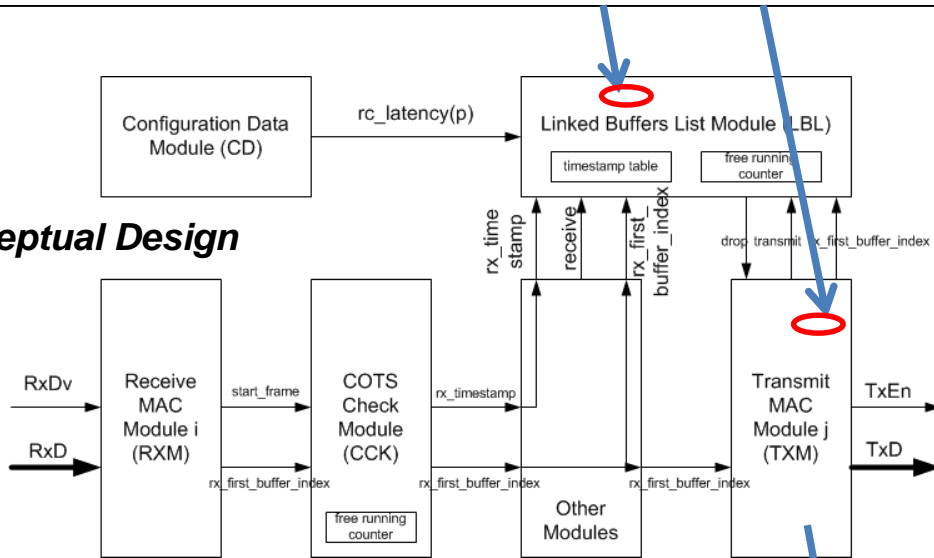 Configuration Data
Module (CD)
rc_latency(p)
Linked Buffers List Module (LBL)
timestamp table
free running
counter
eptual Design
rx_time
stamp
receive
rx_first_
buffer_index
drop
transmit
rx_first_buffer_index
RxDv
RxD
Receive
MAC
Module i
(RXM)
start_frame
rx_first_buffer_index
COTS
Check
Module
(CCK)
free running
counter
rx_timestamp
rx_first_buffer_index
Other
Modules
rx_first_buffer_index
Transmit
MAC
Module j
(TXM)
TxEn
TxD